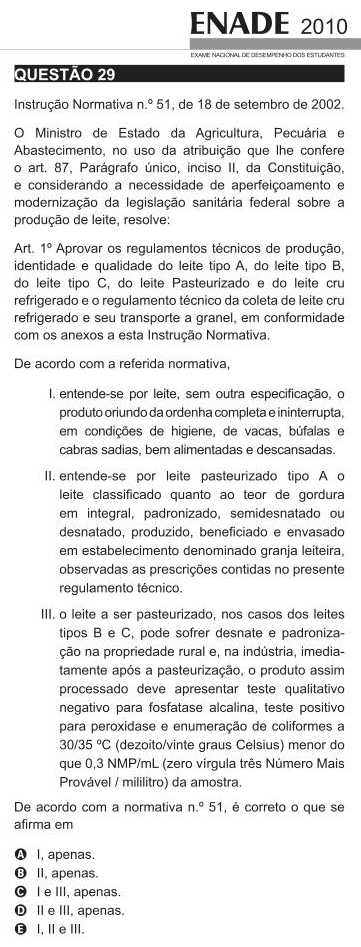 ENADE 2010
EXAME NACIONAL DE DESEMPENHO DOS ESTUDANTES
QUESTÃO 29
Instrução Normativa n.º 51, de 18 de setembro de 2002.
O Ministro de Estado da Agricultura, Pecuária e
Abastecimento, no uso da atribuição que lhe confere
o art. 87, Parágrafo único, inciso II, da Constituição,
e considerando a necessidade de aperfeiçoamento e
modernização da legislação sanitária federal sobre a
produção de leite, resolve:
Art. 1º Aprovar os regulamentos técnicos de produção,
identidade e qualidade do leite tipo A, do leite tipo B,
do leite tipo C, do leite Pasteurizado e do leite cru
refrigerado e o regulamento técnico da coleta de leite cru
refrigerado e seu transporte a granel, em conformidade
com os anexos a esta Instrução Normativa.
De acordo com a referida normativa,
I. entende-se por leite, sem outra especificação, o
produto oriundo da ordenha completa e ininterrupta,
em condições de higiene, de vacas, búfalas e
cabras sadias, bem alimentadas e descansadas.
II. entende-se por leite pasteurizado tipo A o
leite classificado quanto ao teor de gordura
em integral, padronizado, semidesnatado ou
desnatado, produzido, beneficiado e envasado
em estabelecimento denominado granja leiteira,
observadas as prescrições contidas no presente
regulamento técnico.
III. o leite a ser pasteurizado, nos casos dos leites
tipos B e C, pode sofrer desnate e padroniza-
ção na propriedade rural e, na indústria, imedia-
tamente após a pasteurização, o produto assim
processado deve apresentar teste qualitativo
negativo para fosfatase alcalina, teste positivo
para peroxidase e enumeração de coliformes a
30/35 ºC (dezoito/vinte graus Celsius) menor do
que 0,3 NMP/mL (zero vírgula três Número Mais
Provável / mililitro) da amostra.
De acordo com a normativa n.º 51, é correto o que se
afirma em
A I, apenas.
B II, apenas.
C I e III, apenas.
D II e III, apenas.
E I, II e III.